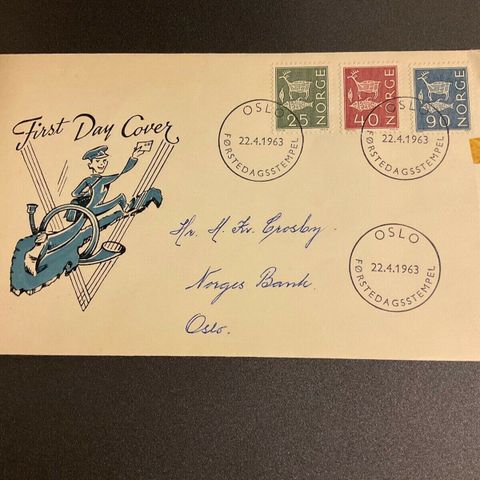 First Day Cover
25 NORGE
40 NORGE
90 NORGE
OSLO
22.4.1963
FØRSTEDAGSSTEMPEL
OSLO
22.4.1963
FØRSTEDAGSSTEMPEL
Hr. H. Kr. Crosby.
Norges Bank.
Oslo.
OSLO
22.4.1963
FØRSTEDAGSSTEMPEL